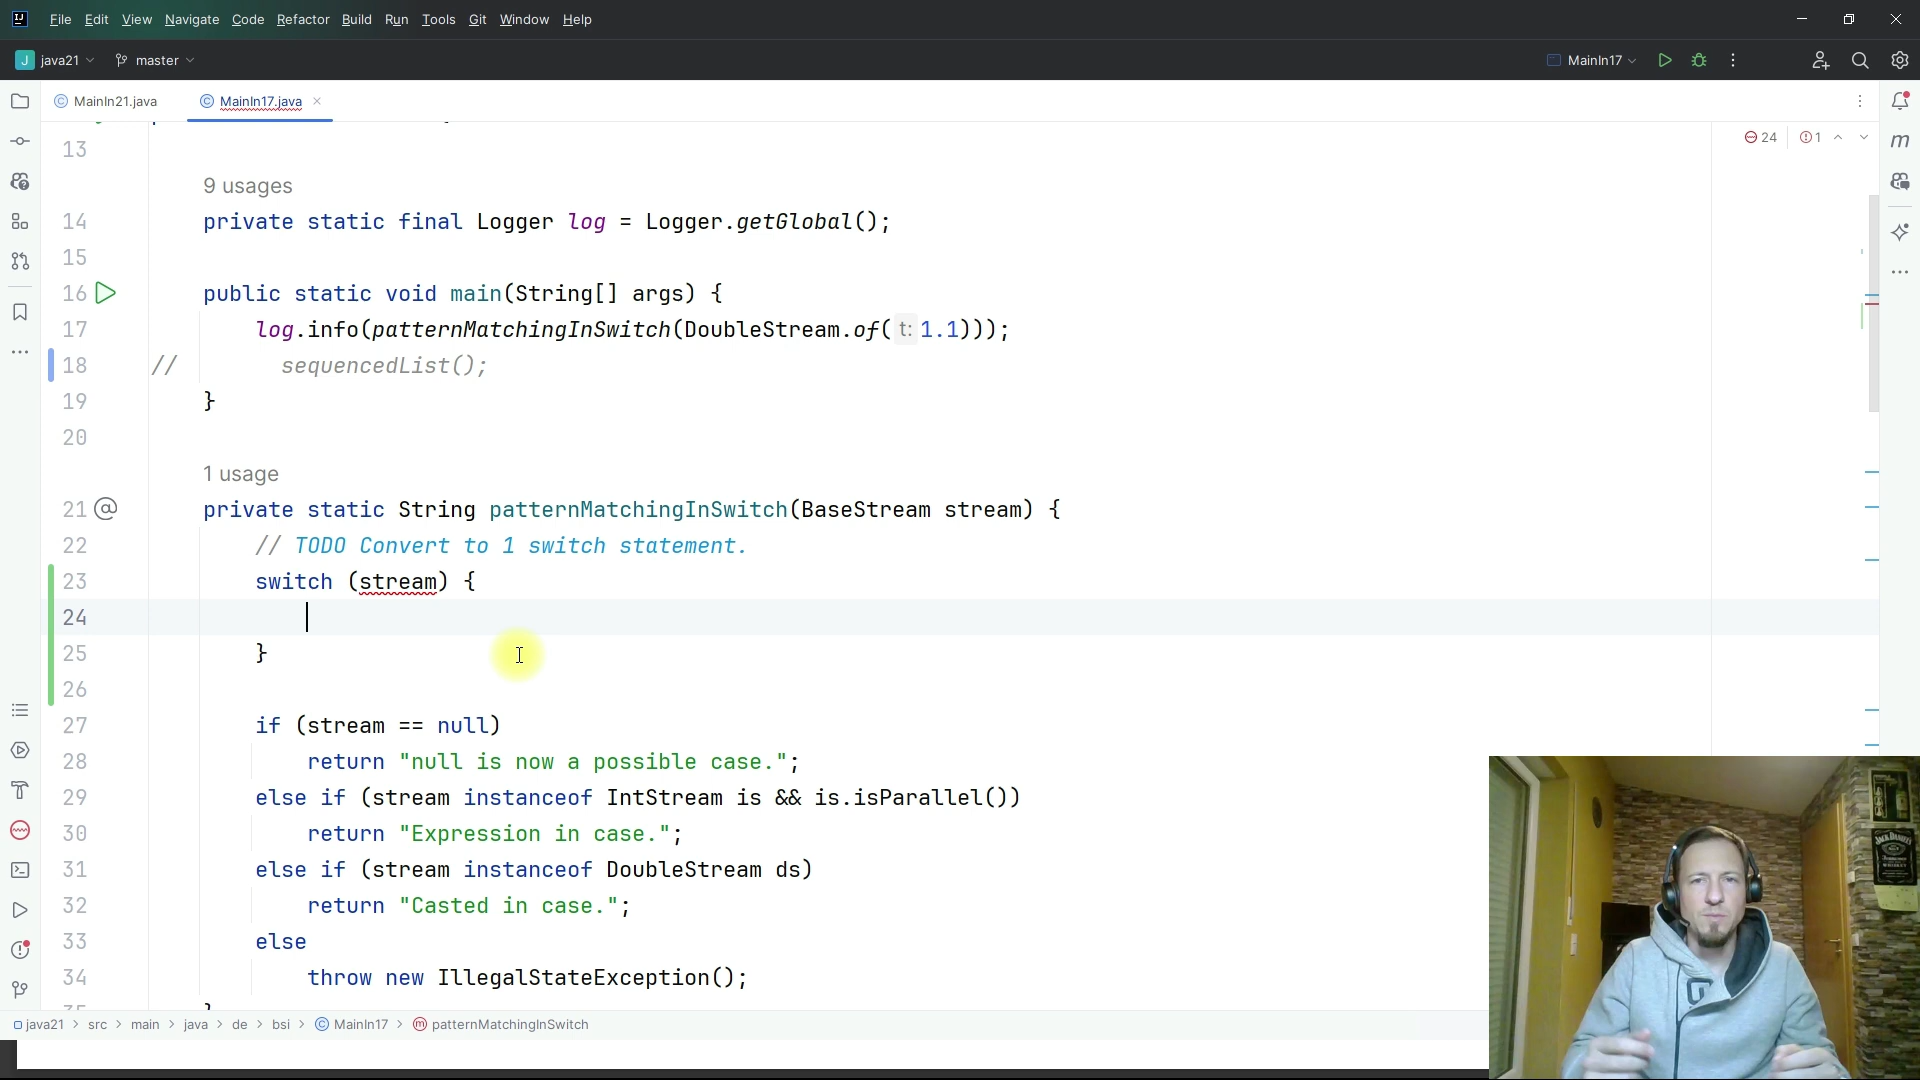 File Edit View Navigate Code Refactor Build Run Tools Git Window Help
J java21 master MainIn17
MainIn21.java MainIn17.java
24 1
13
9 usages
14 private static final Logger log = Logger.getGlobal();
15
16 public static void main(String[] args) {
17 log.info(patternMatchingInSwitch(DoubleStream.of( t: 1.1)));
18 // sequencedList();
19 }
20
1 usage
21 private static String patternMatchingInSwitch(BaseStream stream) {
22 // TODO Convert to 1 switch statement.
23 switch (stream) {
24
25 }
26
27 if (stream == null)
28 return "null is now a possible case.";
29 else if (stream instanceof IntStream is && is.isParallel())
30 return "Expression in case.";
31 else if (stream instanceof DoubleStream ds)
32 return "Casted in case.";
33 else
34 throw new IllegalStateException();
java21 > src > main > java > de > bsi > MainIn17 > patternMatchingInSwitch